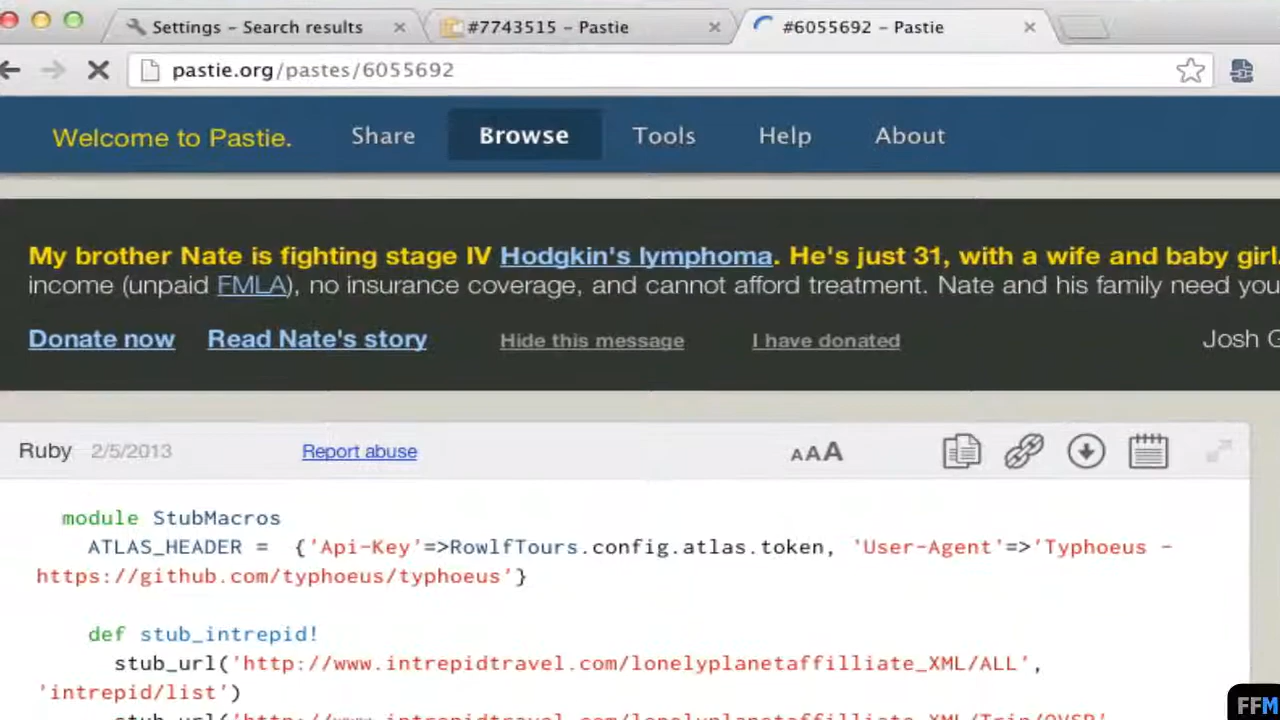 Settings – Search results
#7743515 – Pastie
#6055692 – Pastie
pastie.org/pastes/6055692
Welcome to Pastie. Share Browse Tools Help About
My brother Nate is fighting stage IV Hodgkin's lymphoma. He's just 31, with a wife and baby girl.
income (unpaid FMLA), no insurance coverage, and cannot afford treatment. Nate and his family need you
Donate now Read Nate's story Hide this message I have donated Josh G
Ruby 2/5/2013 Report abuse AAA
module StubMacros
ATLAS_HEADER = {'Api-Key'=>RowlfTours.config.atlas.token, 'User-Agent'=>'Typhoeus -
https://github.com/typhoeus/typhoeus'}
def stub_intrepid!
stub_url('http://www.intrepidtravel.com/lonelyplanetaffilliate_XML/ALL',
'intrepid/list')
FFM